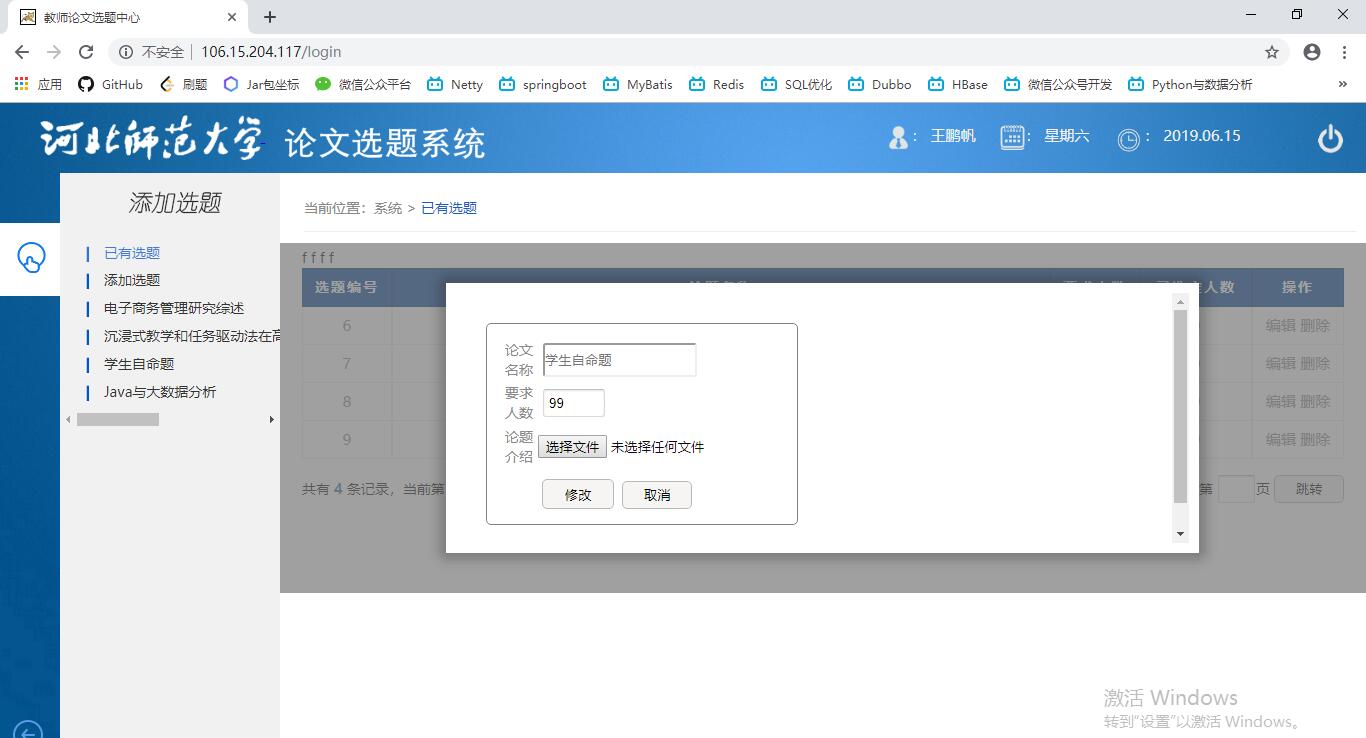 教师论文选题中心
不安全 106.15.204.117/login
应用 GitHub 刷题 Jar包坐标 微信公众平台 Netty springboot MyBatis Redis SQL优化 Dubbo HBase 微信公众号开发 Python与数据分析 »
河北师范大学 论文选题系统 : 王鹏帆 : 星期六 : 2019.06.15
添加选题
已有选题
添加选题
电子商务管理研究综述
沉浸式教学和任务驱动法在高
学生自命题
Java与大数据分析
当前位置：系统 > 已有选题
f f f f
选题编号 人数 操作
6 编辑 删除
7 编辑 删除
8 编辑 删除
9 编辑 删除
共有 4 条记录，当前第 第 页 跳转
论文名称 学生自命题
要求人数 99
论题介绍 选择文件 未选择任何文件
修改 取消
激活 Windows
转到"设置"以激活 Windows。